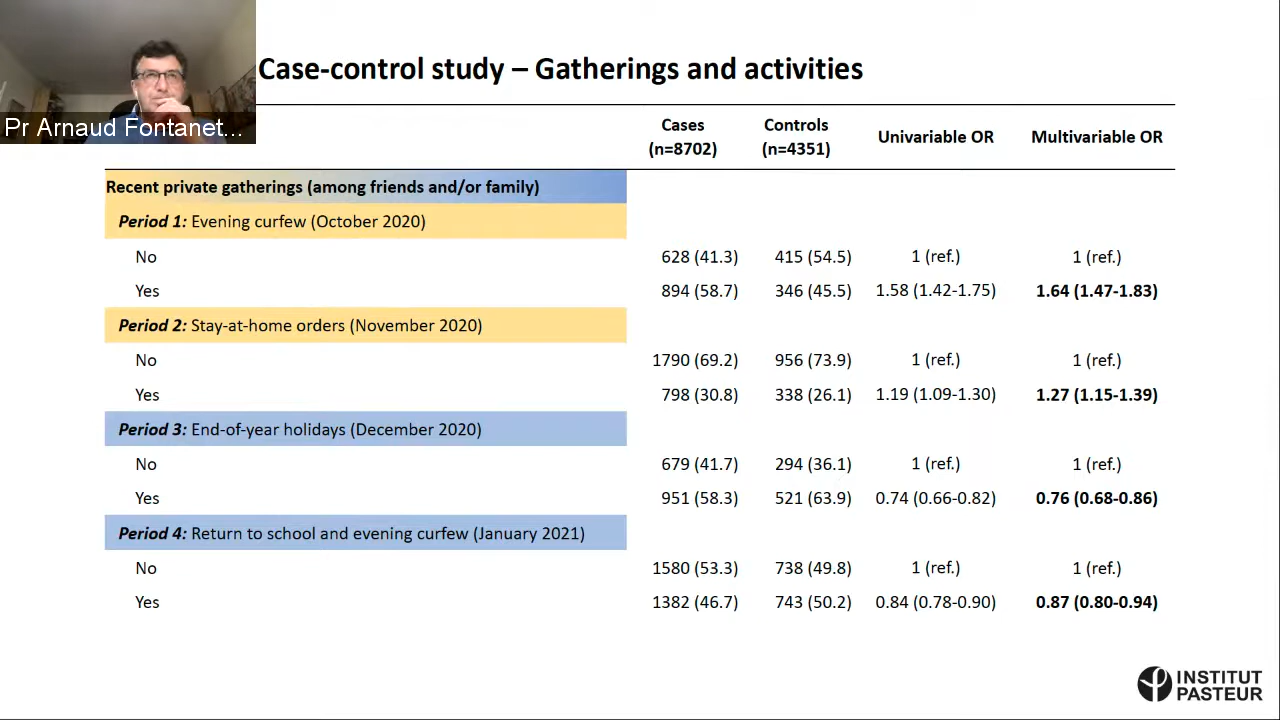 Pr Arnaud Fontanet...
Case-control study – Gatherings and activities
Cases (n=8702) Controls (n=4351) Univariable OR Multivariable OR
Recent private gatherings (among friends and/or family)
Period 1: Evening curfew (October 2020)
No 628 (41.3) 415 (54.5) 1 (ref.) 1 (ref.)
Yes 894 (58.7) 346 (45.5) 1.58 (1.42-1.75) 1.64 (1.47-1.83)
Period 2: Stay-at-home orders (November 2020)
No 1790 (69.2) 956 (73.9) 1 (ref.) 1 (ref.)
Yes 798 (30.8) 338 (26.1) 1.19 (1.09-1.30) 1.27 (1.15-1.39)
Period 3: End-of-year holidays (December 2020)
No 679 (41.7) 294 (36.1) 1 (ref.) 1 (ref.)
Yes 951 (58.3) 521 (63.9) 0.74 (0.66-0.82) 0.76 (0.68-0.86)
Period 4: Return to school and evening curfew (January 2021)
No 1580 (53.3) 738 (49.8) 1 (ref.) 1 (ref.)
Yes 1382 (46.7) 743 (50.2) 0.84 (0.78-0.90) 0.87 (0.80-0.94)
INSTITUT
PASTEUR